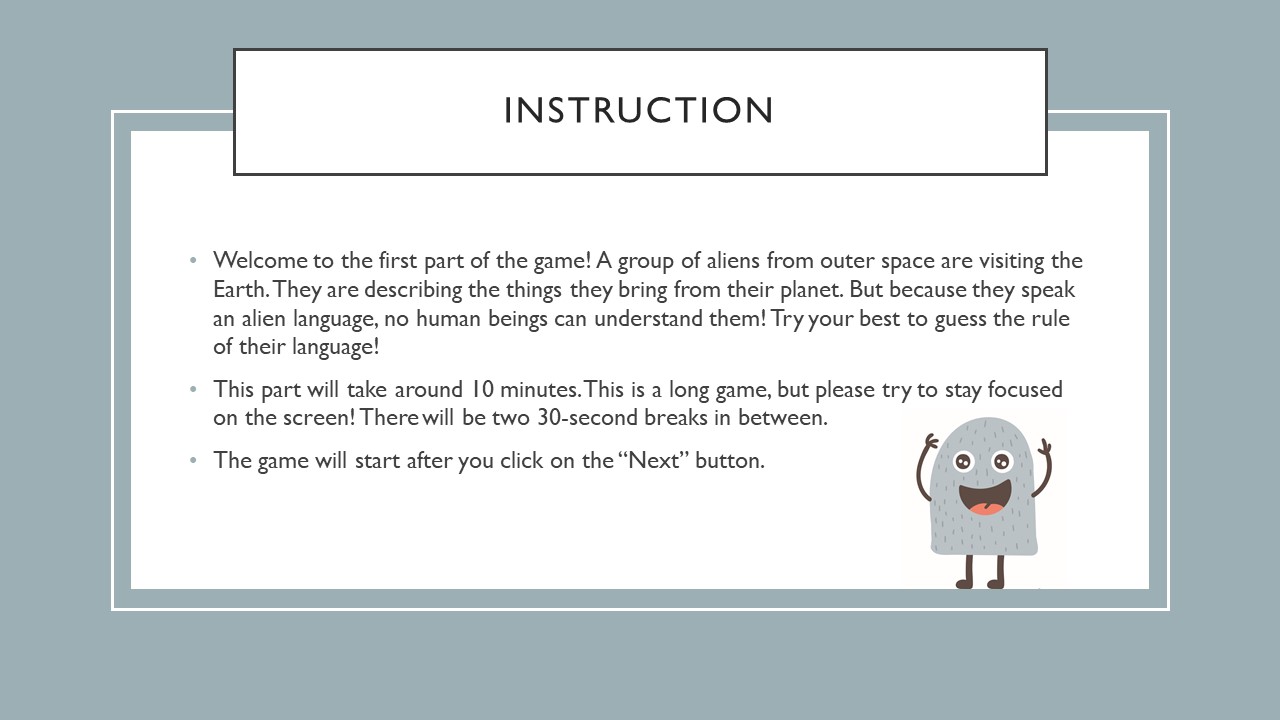 INSTRUCTION
• Welcome to the first part of the game! A group of aliens from outer space are visiting the
Earth. They are describing the things they bring from their planet. But because they speak
an alien language, no human beings can understand them! Try your best to guess the rule
of their language!
• This part will take around 10 minutes. This is a long game, but please try to stay focused
on the screen! There will be two 30-second breaks in between.
• The game will start after you click on the “Next” button.